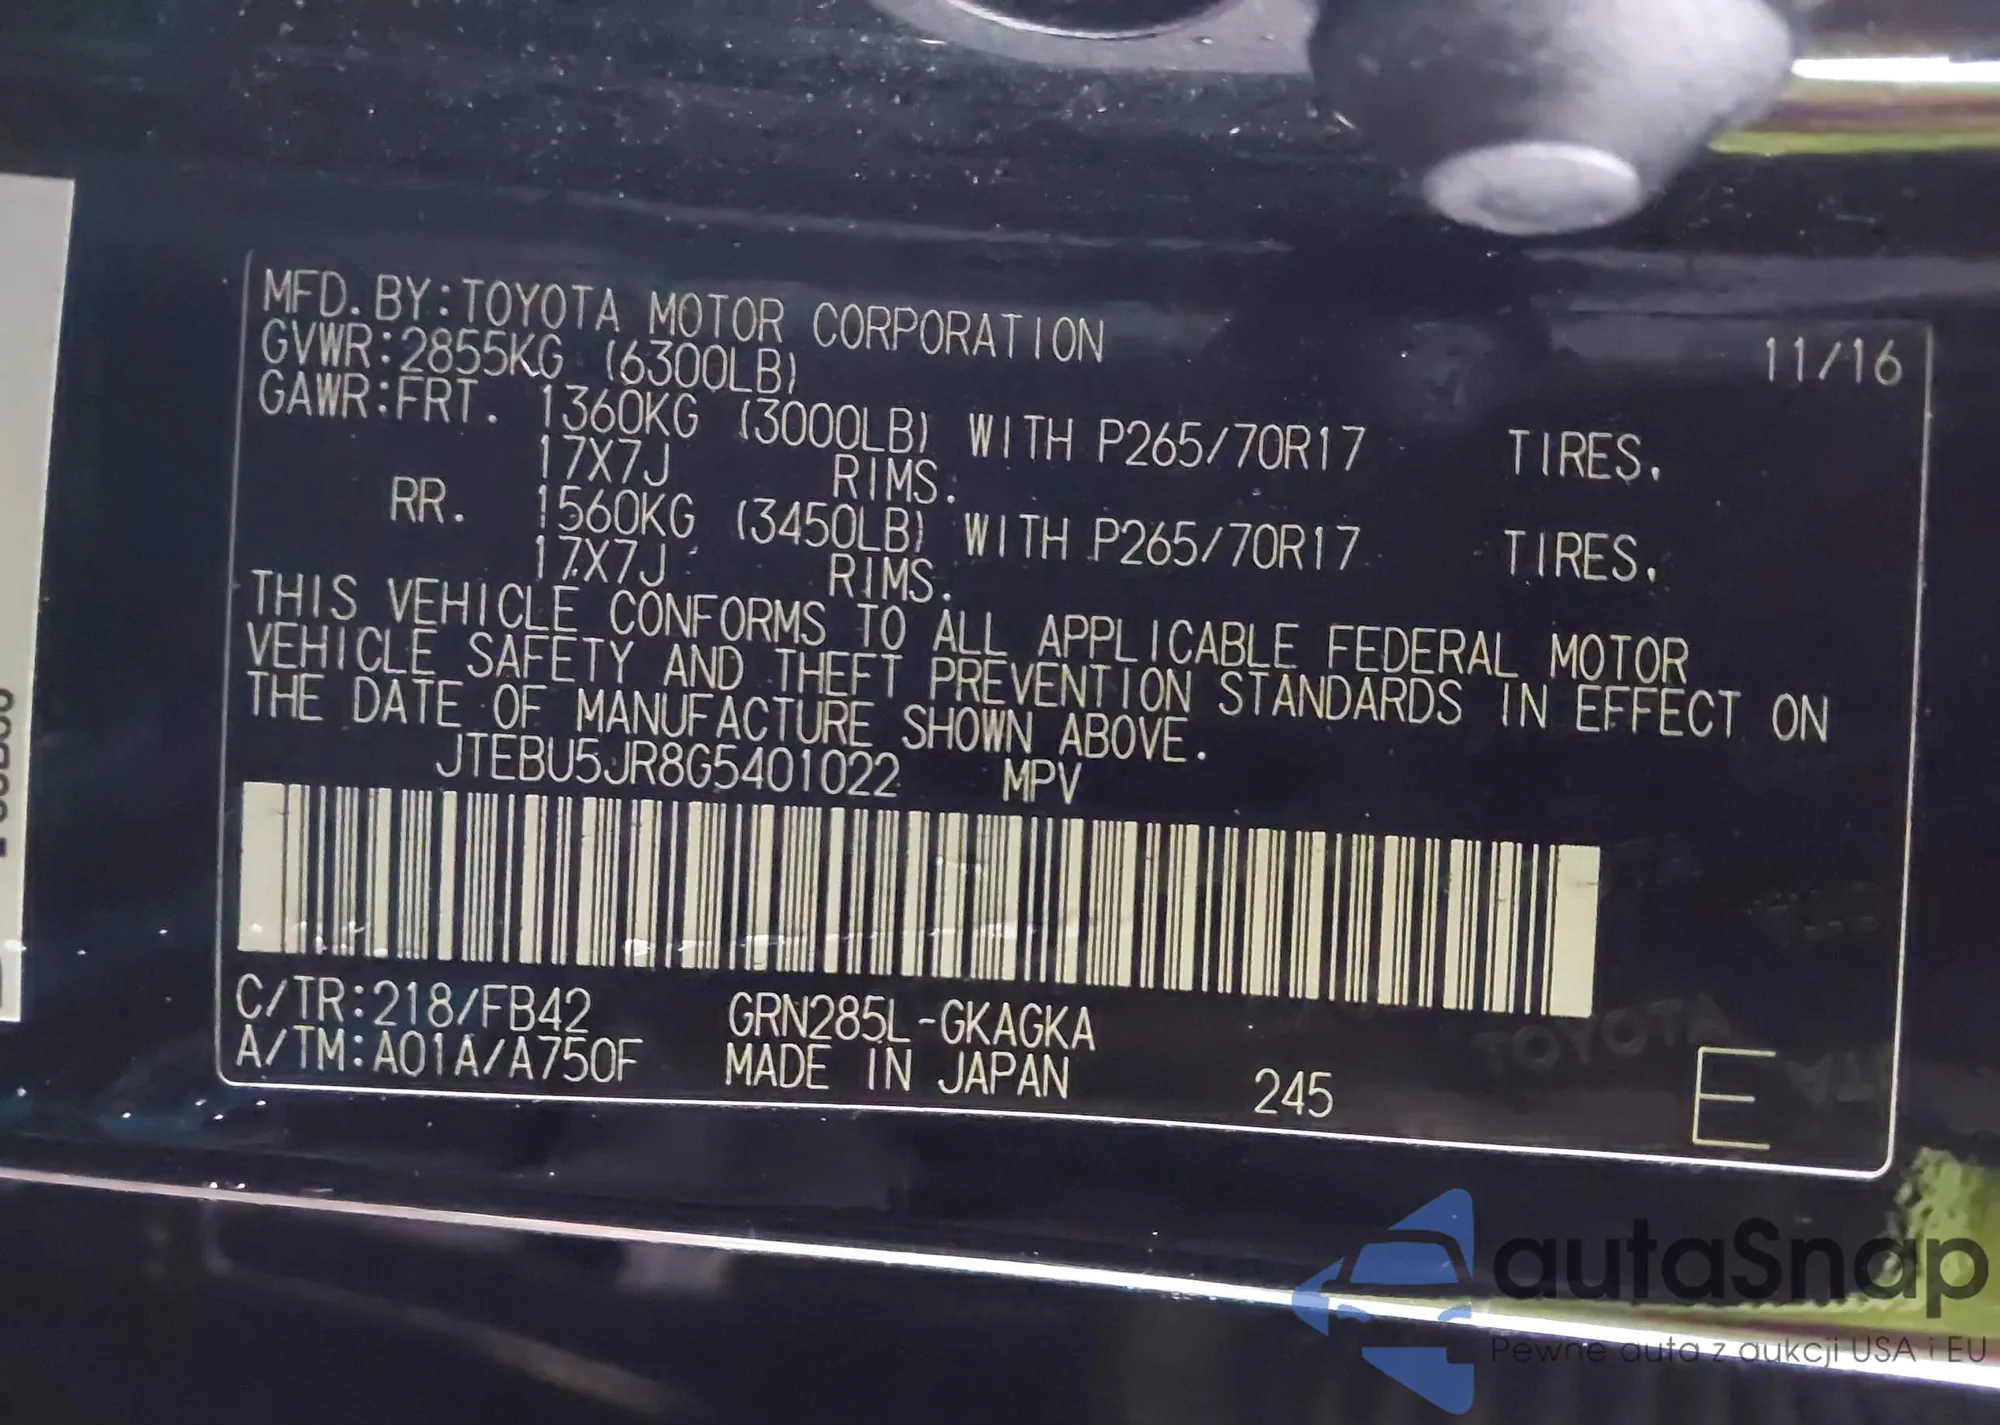 MFD.BY:TOYOTA MOTOR CORPORATION 11/16
GVWR:2855KG (6300LB)
GAWR:FRT. 1360KG (3000LB) WITH P265/70R17 TIRES.
17X7J RIMS.
RR. 1560KG (3450LB) WITH P265/70R17 TIRES.
17X7J RIMS.
THIS VEHICLE CONFORMS TO ALL APPLICABLE FEDERAL MOTOR
VEHICLE SAFETY AND THEFT PREVENTION STANDARDS IN EFFECT ON
THE DATE OF MANUFACTURE SHOWN ABOVE.
JTEBU5JR8G5401022 MPV
C/TR:218/FB42 GRN285L-GKAGKA
A/TM:A01A/A750F MADE IN JAPAN 245 E
TOYOTA
autaSnap
Pewne auta z aukcji USA i EU